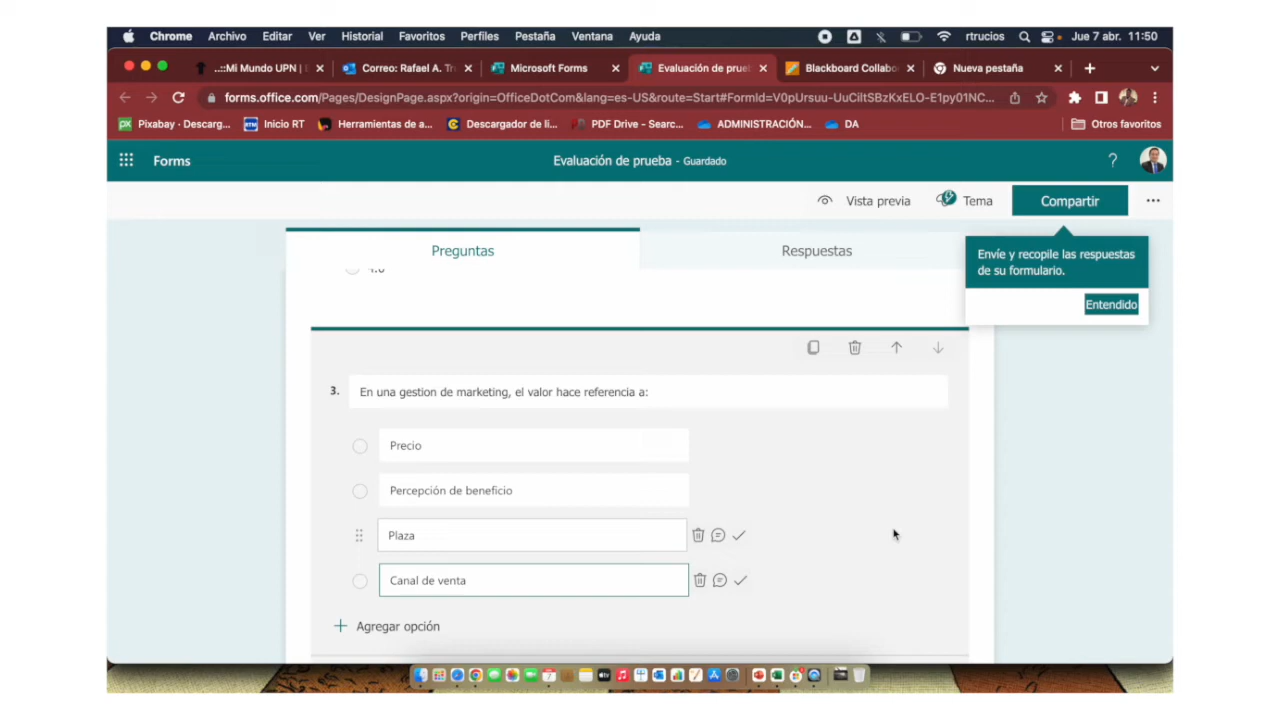 Chrome Archivo Editar Ver Historial Favoritos Perfiles Pestaña Ventana Ayuda rtrucios Jue 7 abr. 11:50
..::Mi Mundo UPN | Correo: Rafael A. Tr Microsoft Forms Evaluación de prue Blackboard Collabo Nueva pestaña
forms.office.com/Pages/DesignPage.aspx?origin=OfficeDotCom&lang=es-US&route=Start#FormId=V0pUrsuu-UuCiItSBzKxELO-E1py01NC...
Pixabay · Descarg... Inicio RT Herramientas de a... Descargador de li... PDF Drive - Searc... ADMINISTRACIÓN... DA Otros favoritos
Forms Evaluación de prueba - Guardado ?
Vista previa Tema Compartir
Preguntas Respuestas
Envíe y recopile las respuestas
de su formulario.
Entendido
3. En una gestion de marketing, el valor hace referencia a:
Precio
Percepción de beneficio
Plaza
Canal de venta
Agregar opción